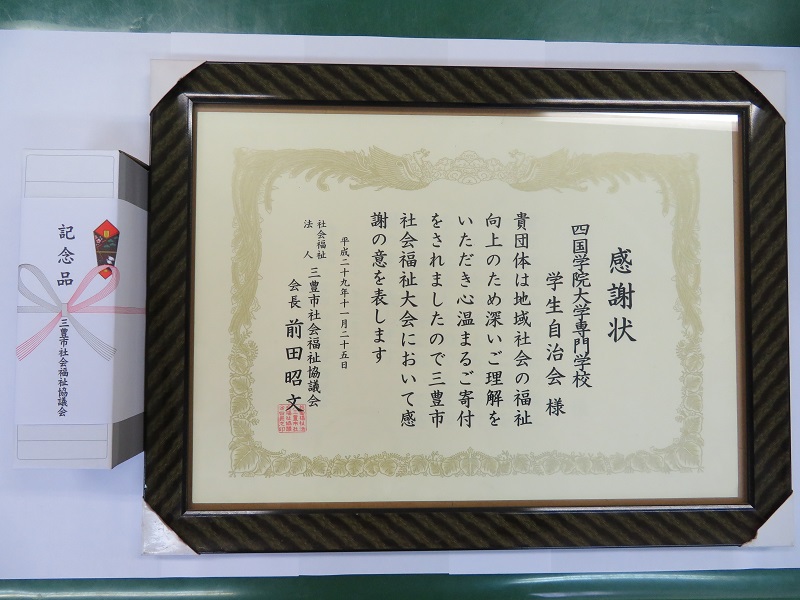 感謝状
四国学院大学専門学校
学生自治会 様
貴団体は地域社会の福祉
向上のため深いご理解を
いただき心温まるご寄付
をされましたので三豊市
社会福祉大会において感
謝の意を表します
平成二十九年十一月二十五日
社会福祉
法人
三豊市社会福祉協議会
会長 前田昭文
記念品
三豊市社会福祉協議会